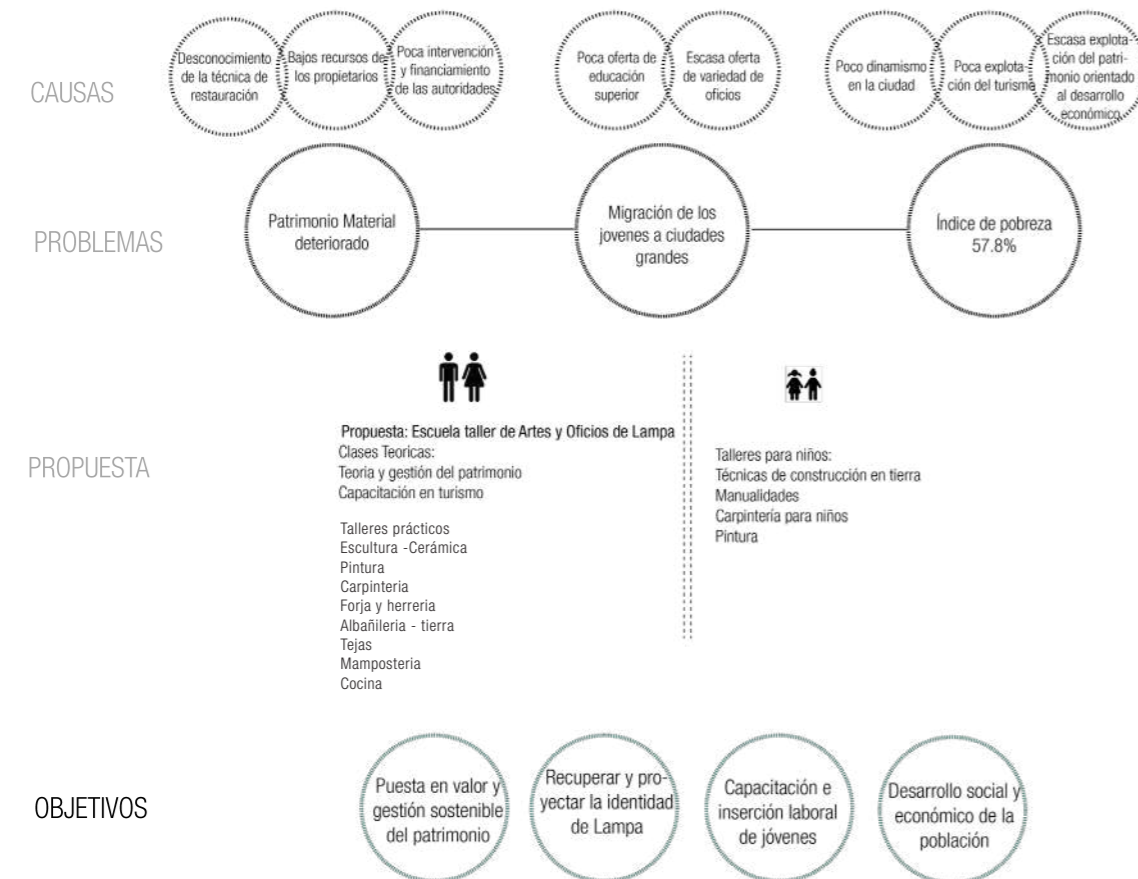 CAUSAS
Desconocimiento
de la técnica de
restauración
Bajos recursos de
los propietarios
Poca intervención
y financiamiento
de las autoridades
Poca oferta de
educación
superior
Escasa oferta
de variedad de
oficios
Poco dinamismo
en la ciudad
Poca explota-
ción del turismo
Escasa explota-
ción del patri-
monio orientado
al desarrollo
económico
PROBLEMAS
Patrimonio Material
deteriorado
Migración de los
jovenes a ciudades
grandes
Índice de pobreza
57.8%
PROPUESTA
Propuesta: Escuela taller de Artes y Oficios de Lampa
Clases Teoricas:
Teoria y gestión del patrimonio
Capacitación en turismo
Talleres prácticos
Escultura -Cerámica
Pintura
Carpinteria
Forja y herreria
Albañileria - tierra
Tejas
Mamposteria
Cocina
Talleres para niños:
Técnicas de construcción en tierra
Manualidades
Carpintería para niños
Pintura
OBJETIVOS
Puesta en valor y
gestión sostenible
del patrimonio
Recuperar y pro-
yectar la identidad
de Lampa
Capacitación e
inserción laboral
de jóvenes
Desarrollo social y
económico de la
población